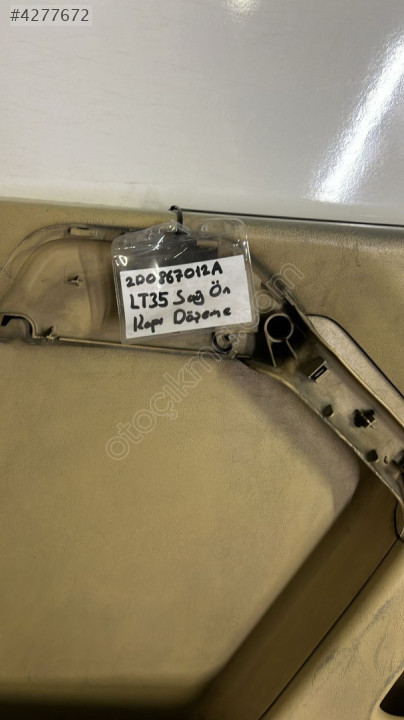 #4277672
2D0867012A
LT35 Sağ Ön
Kapı Döşeme
otoçıkma.com